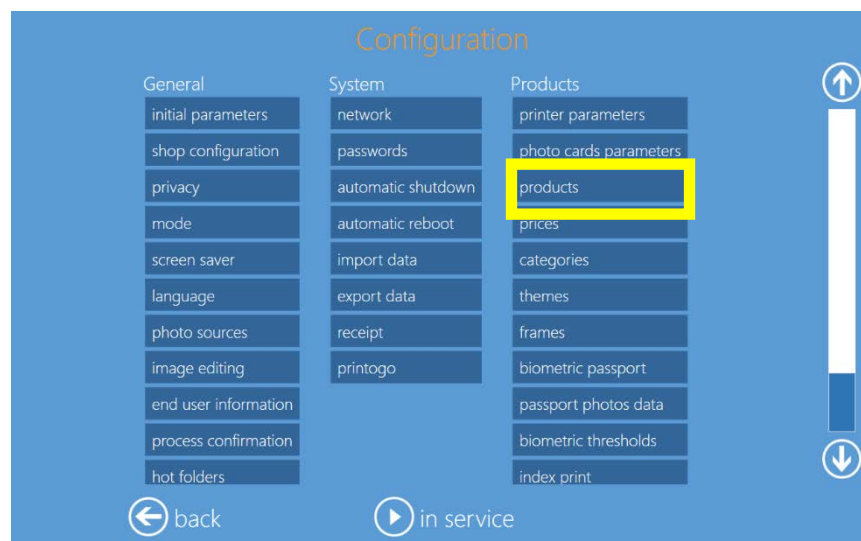 Configuration
General
initial parameters
shop configuration
privacy
mode
screen saver
language
photo sources
image editing
end user information
process confirmation
hot folders
System
network
passwords
automatic shutdown
automatic reboot
import data
export data
receipt
printogo
Products
printer parameters
photo cards parameters
products
prices
categories
themes
frames
biometric passport
passport photos data
biometric thresholds
index print
back
in service